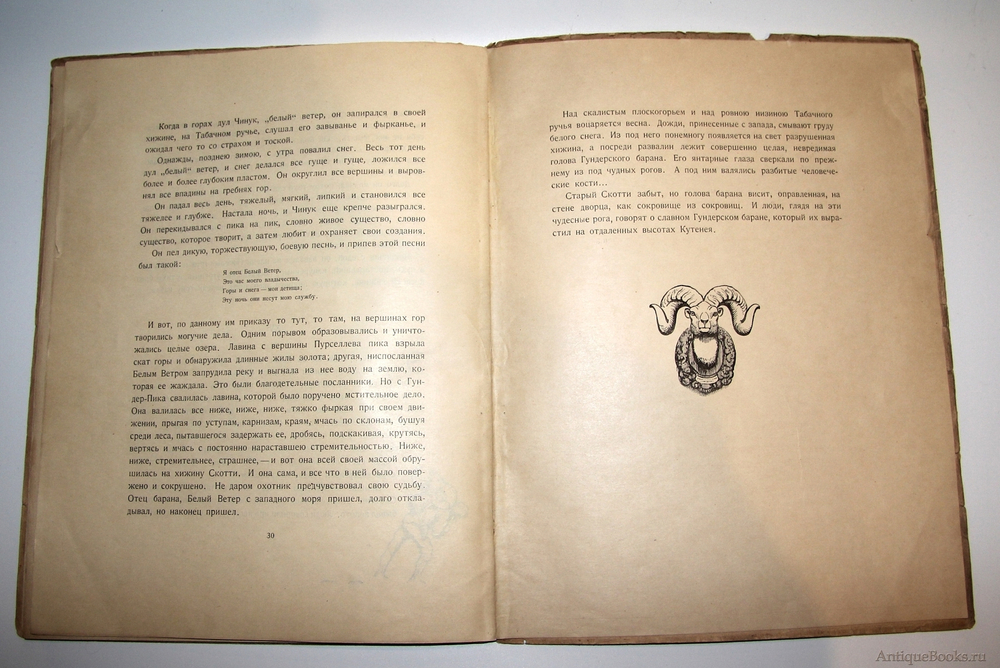 Когда в горах дул Чинук, „белый“ ветер, он запирался в своей
хижине, на Табачном ручье, слушал его завыванье и фырканье, и
ожидал чего то со страхом и тоской.
Однажды, позднею зимою, с утра повалил снег. Весь тот день
дул „белый“ ветер, и снег делался все гуще и гуще, ложился все
более и более глубоким пластом. Он округлил все вершины и выров-
нял все впадины на гребнях гор.
Он падал весь день, тяжелый, мягкий, липкий и становился все
тяжелее и глубже. Настала ночь, и Чинук еще крепче разыгрался.
Он перекидывался с пика на пик, словно живое существо, словно
существо, которое творит, а затем любит и охраняет свои создания.
Он пел дикую, торжествующую, боевую песнь, и припев этой песни
был такой:
Я отец Белый Ветер,
Это час моего владычества,
Горы и снега — мои детища;
Эту ночь они несут мою службу.
И вот, по данному им приказу то тут, то там, на вершинах гор
творились могучие дела. Одним порывом образовывались и уничто-
жались целые озера. Лавина с вершины Пурселлева пика взрыла
скат горы и обнаружила длинные жилы золота; другая, ниспосланная
Белым Ветром запрудила реку и выгнала из нее воду на землю, ко-
торая ее жаждала. Это были благодетельные посланники. Но с Гун-
дер-Пика свалилась лавина, которой было поручено мстительное дело.
Она валилась все ниже, ниже, ниже, тяжко фыркая при своем дви-
жении, прыгая по уступам, карнизам, краям, мчась по склонам, бушуя
среди леса, пытавшегося задержать ее, дробясь, подскакивая, крутясь,
вертясь и мчась с постоянно нараставшею стремительностью. Ниже,
ниже, стремительнее, страшнее, — и вот она всей своей массой обру-
шилась на хижину Скотти. И она сама, и все что в ней было повер-
жено и сокрушено. Не даром охотник предчувствовал свою судьбу.
Отец барана, Белый Ветер с западного моря пришел, долго откла-
дывал, но наконец пришел.
30
Над скалистым плоскогорьем и над ровною низиною Табачного
ручья воцаряется весна. Дожди, принесенные с запада, смывают груду
белого снега. Из под него понемногу появляется на свет разрушенная
хижина, а посреди развалин лежит совершенно целая, невредимая
голова Гундерского барана. Его янтарные глаза сверкали по преж-
нему из под чудных рогов. А под ним валялись разбитые человече-
ские кости...
Старый Скотти забыт, но голова барана висит, оправленная, на
стене дворца, как сокровище из сокровищ. И люди, глядя на эти
чудесные рога, говорят о славном Гундерском баране, который их выра-
стил на отдаленных высотах Кутенея.
AntiqueBooks.ru